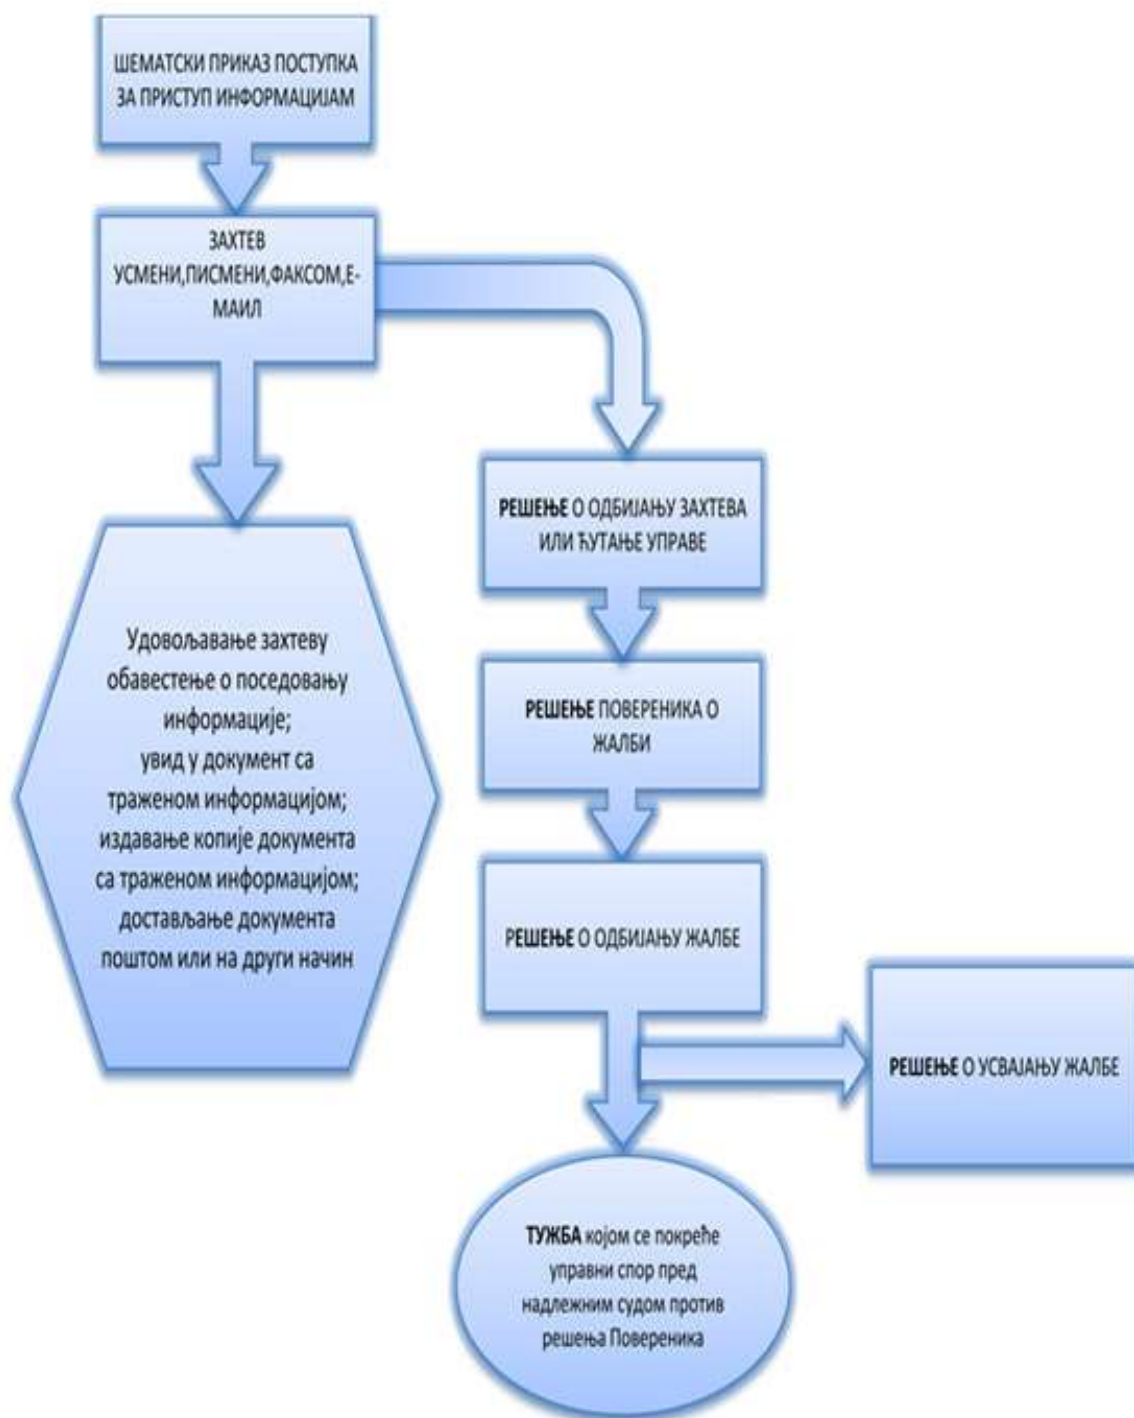 ШЕМАТСКИ ПРИКАЗ ПОСТУПКА
ЗА ПРИСТУП ИНФОРМАЦИЈАМ
ЗАХТЕВ
УСМЕНИ,ПИСМЕНИ,ФАКСОМ,Е-
МАИЛ
РЕШЕЊЕ О ОДБИЈАЊУ ЗАХТЕВА
ИЛИ ЋУТАЊЕ УПРАВЕ
Удовољавање захтеву
обавестење о поседовању
информације;
увид у документ са
траженом информацијом;
издавање копије документа
са траженом информацијом;
достављање документа
поштом или на други начин
РЕШЕЊЕ ПОВЕРЕНИКА О
ЖАЛБИ
РЕШЕЊЕ О ОДБИЈАЊУ ЖАЛБЕ
РЕШЕЊЕ О УСВАЈАЊУ ЖАЛБЕ
ТУЖБА којом се покреће
управни спор пред
надлежним судом против
решења Повереника